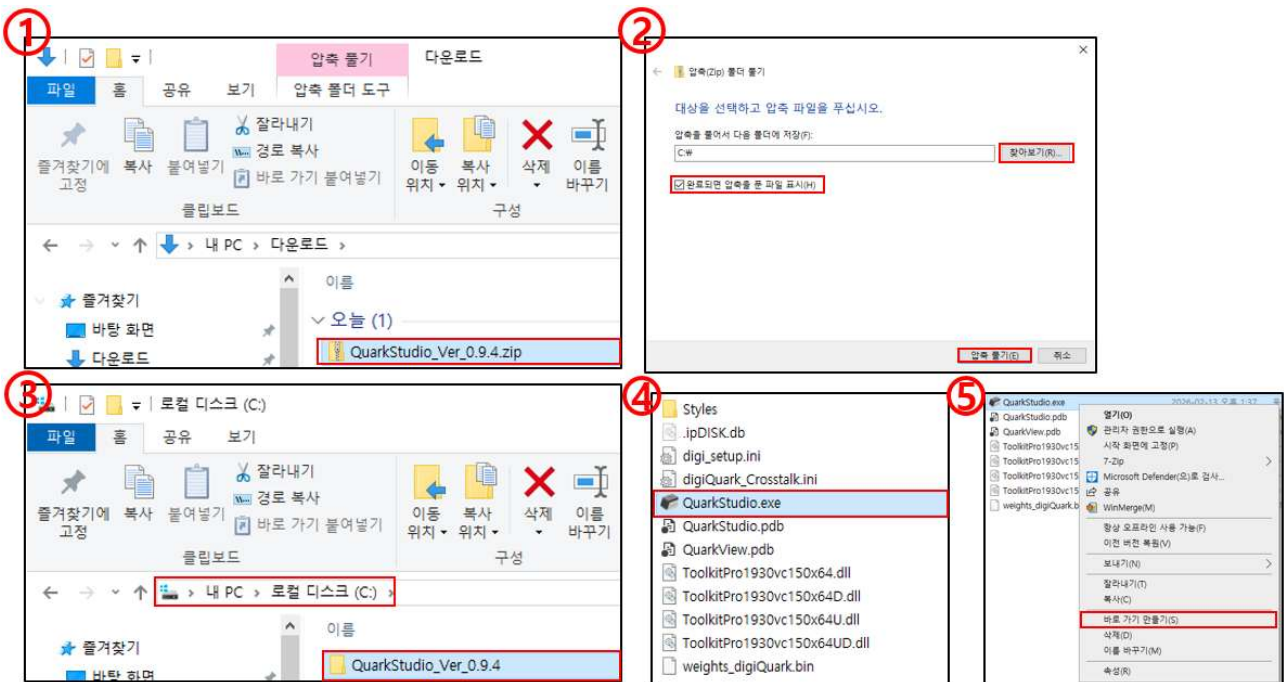 ①
압축 풀기 다운로드
파일 홈 공유 보기 압축 폴더 도구
즐겨찾기에 고정
복사
붙여넣기
잘라내기
경로 복사
바로 가기 붙여넣기
이동 위치
복사 위치
삭제
이름 바꾸기
클립보드
구성
내 PC > 다운로드 >
이름
즐겨찾기
바탕 화면
다운로드
오늘 (1)
QuarkStudio_Ver_0.9.4.zip
②
압축(Zip) 폴더 풀기
대상을 선택하고 압축 파일을 푸십시오.
압축을 풀어서 다음 폴더에 저장(F):
C:₩
찾아보기(R)...
완료되면 압축을 푼 파일 표시(H)
압축 풀기(E) 취소
③
로컬 디스크 (C:)
파일 홈 공유 보기
즐겨찾기에 고정
복사
붙여넣기
잘라내기
경로 복사
바로 가기 붙여넣기
이동 위치
복사 위치
삭제
이름 바꾸기
클립보드
구성
내 PC > 로컬 디스크 (C:) >
이름
즐겨찾기
바탕 화면
QuarkStudio_Ver_0.9.4
④
Styles
.ipDISK.db
digi_setup.ini
digiQuark_Crosstalk.ini
QuarkStudio.exe
QuarkStudio.pdb
QuarkView.pdb
ToolkitPro1930vc150x64.dll
ToolkitPro1930vc150x64D.dll
ToolkitPro1930vc150x64U.dll
ToolkitPro1930vc150x64UD.dll
weights_digiQuark.bin
⑤
QuarkStudio.exe 2026-02-13 오후 1:37
QuarkStudio.pdb
QuarkView.pdb
ToolkitPro1930vc15
ToolkitPro1930vc15
ToolkitPro1930vc15
ToolkitPro1930vc15
weights_digiQuark.b
열기(O)
관리자 권한으로 실행(A)
시작 화면에 고정(P)
7-Zip
Microsoft Defender(으)로 검사...
공유
WinMerge(M)
항상 오프라인 사용 가능(F)
이전 버전 복원(V)
보내기(N)
잘라내기(T)
복사(C)
바로 가기 만들기(S)
삭제(D)
이름 바꾸기(M)
속성(R)